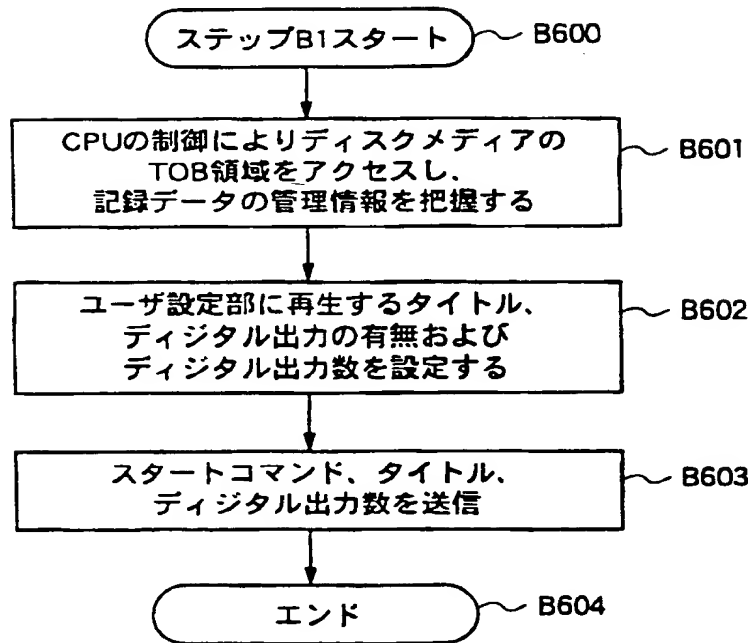 ステップB1スタート B600
CPUの制御によりディスクメディアの
TOB領域をアクセスし、
記録データの管理情報を把握する
B601
ユーザ設定部に再生するタイトル、
ディジタル出力の有無および
ディジタル出力数を設定する
B602
スタートコマンド、タイトル、
ディジタル出力数を送信
B603
エンド B604